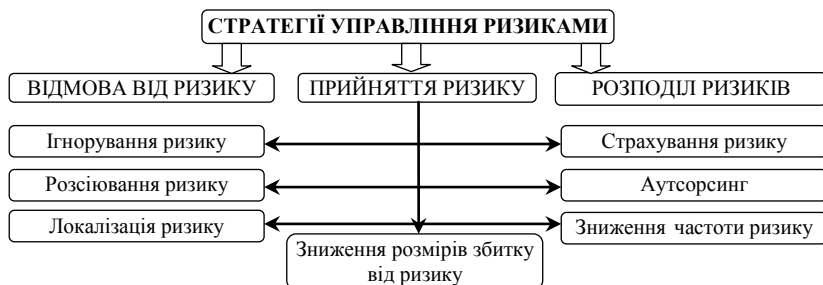 СТРАТЕГІЇ УПРАВЛІННЯ РИЗИКАМИ
ВІДМОВА ВІД РИЗИКУ
ПРИЙНЯТТЯ РИЗИКУ
РОЗПОДІЛ РИЗИКІВ
Ігнорування ризику
Страхування ризику
Розсіювання ризику
Аутсорсинг
Локалізація ризику
Зниження частоти ризику
Зниження розмірів збитку
від ризику